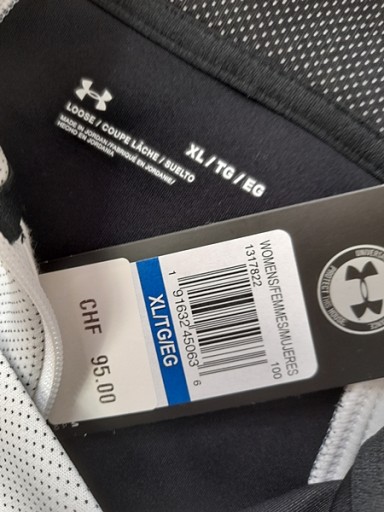 LOOSE / COUPE LÂCHE / SUELTO
MADE IN JORDAN/FABRIQUÉ EN JORDANIE/
HECHO EN JORDANIA
XL / TG / EG
WOMENS/FEMMES/MUJERES
1317822
100
1 91632 45063 6
XL/TG/EG
CHF 95.00